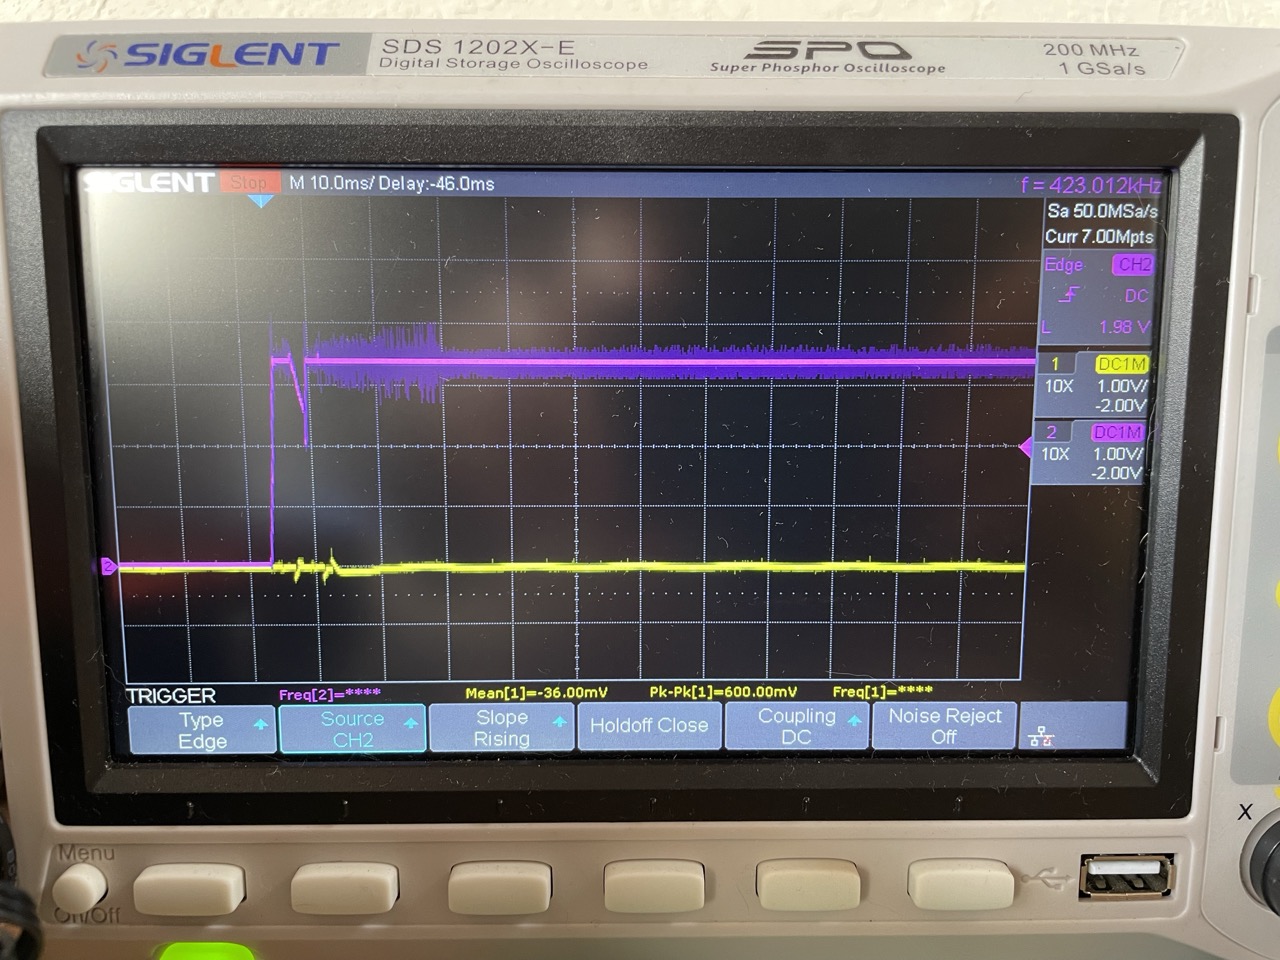 SIGLENT
SDS 1202X-E
Digital Storage Oscilloscope
SPO
Super Phosphor Oscilloscope
200 MHz
1 GSa/s
SIGLENT Stop M 10.0ms/ Delay:-46.0ms f = 423.012kHz
Sa 50.0MSa/s
Curr 7.00Mpts
Edge CH2
DC
L 1.98 V
1 DC1M
10X 1.00V/
-2.00V
2 DC1M
10X 1.00V/
-2.00V
2
TRIGGER Freq[2]=**** Mean[1]=-36.00mV Pk-Pk[1]=600.00mV Freq[1]=****
Type
Edge
Source
CH2
Slope
Rising
Holdoff Close
Coupling
DC
Noise Reject
Off
Menu
On/Off
X